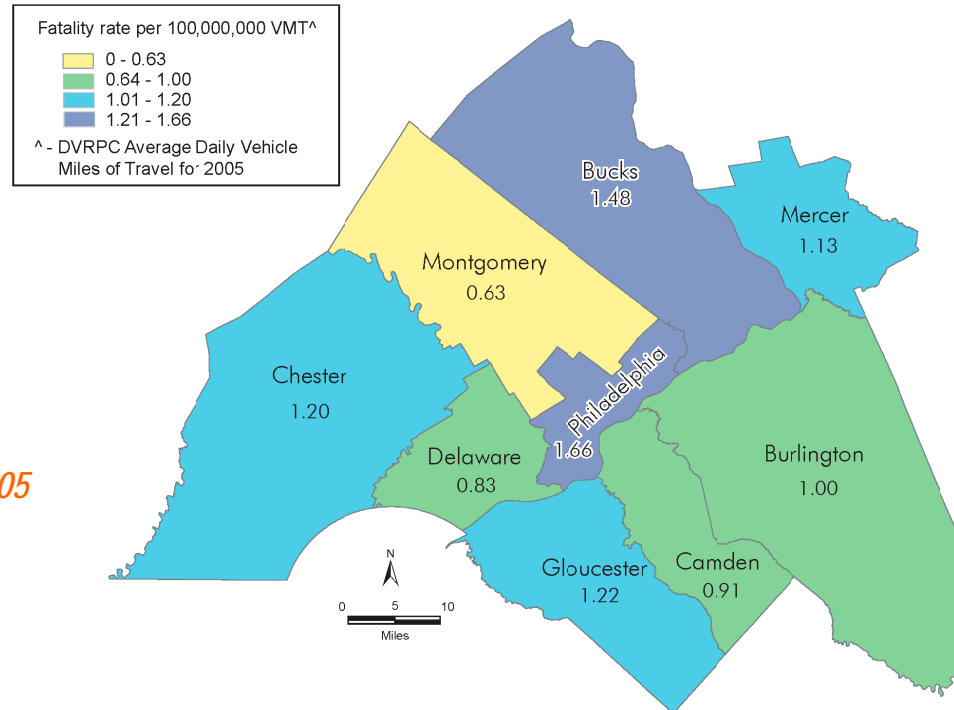 Fatality rate per 100,000,000 VMT^
0 - 0.63
0.64 - 1.00
1.01 - 1.20
1.21 - 1.66
^ - DVRPC Average Daily Vehicle
Miles of Travel for 2005
Bucks
1.48
Mercer
1.13
Montgomery
0.63
Chester
1.20
Philadelphia
1.66
Delaware
0.83
Burlington
1.00
05
Gloucester
1.22
Camden
0.91
N
0 5 10
Miles